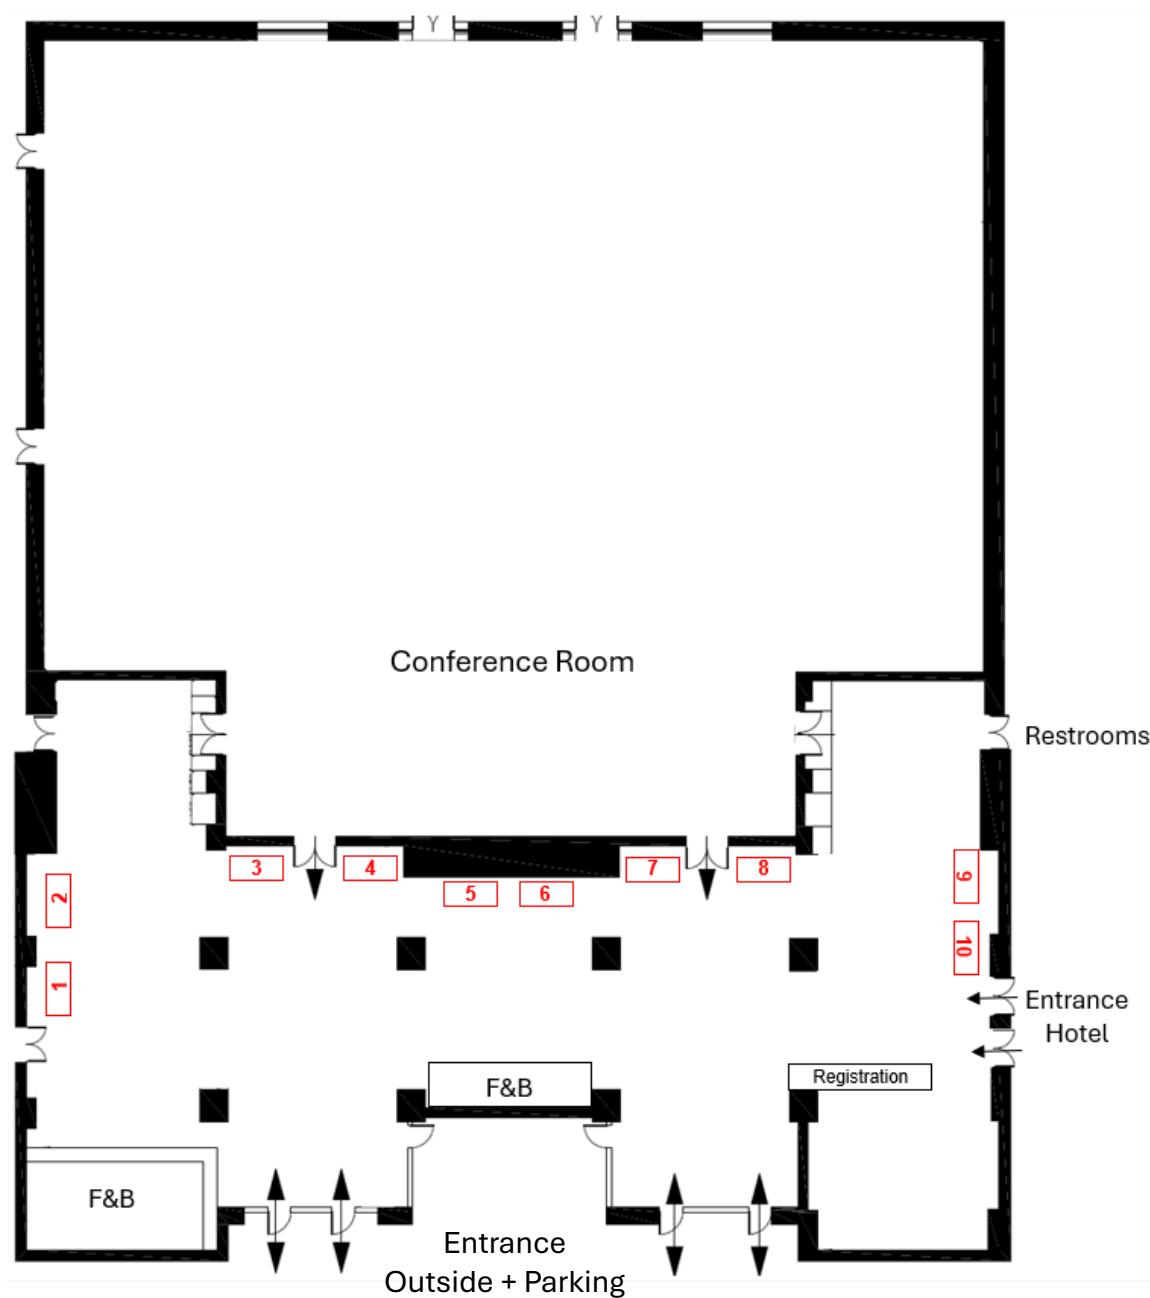 Y Y
Conference Room
Restrooms
3 4 7 8
5 6
2
9
10
1
Entrance
Hotel
Registration
F&B
F&B
Entrance
Outside + Parking